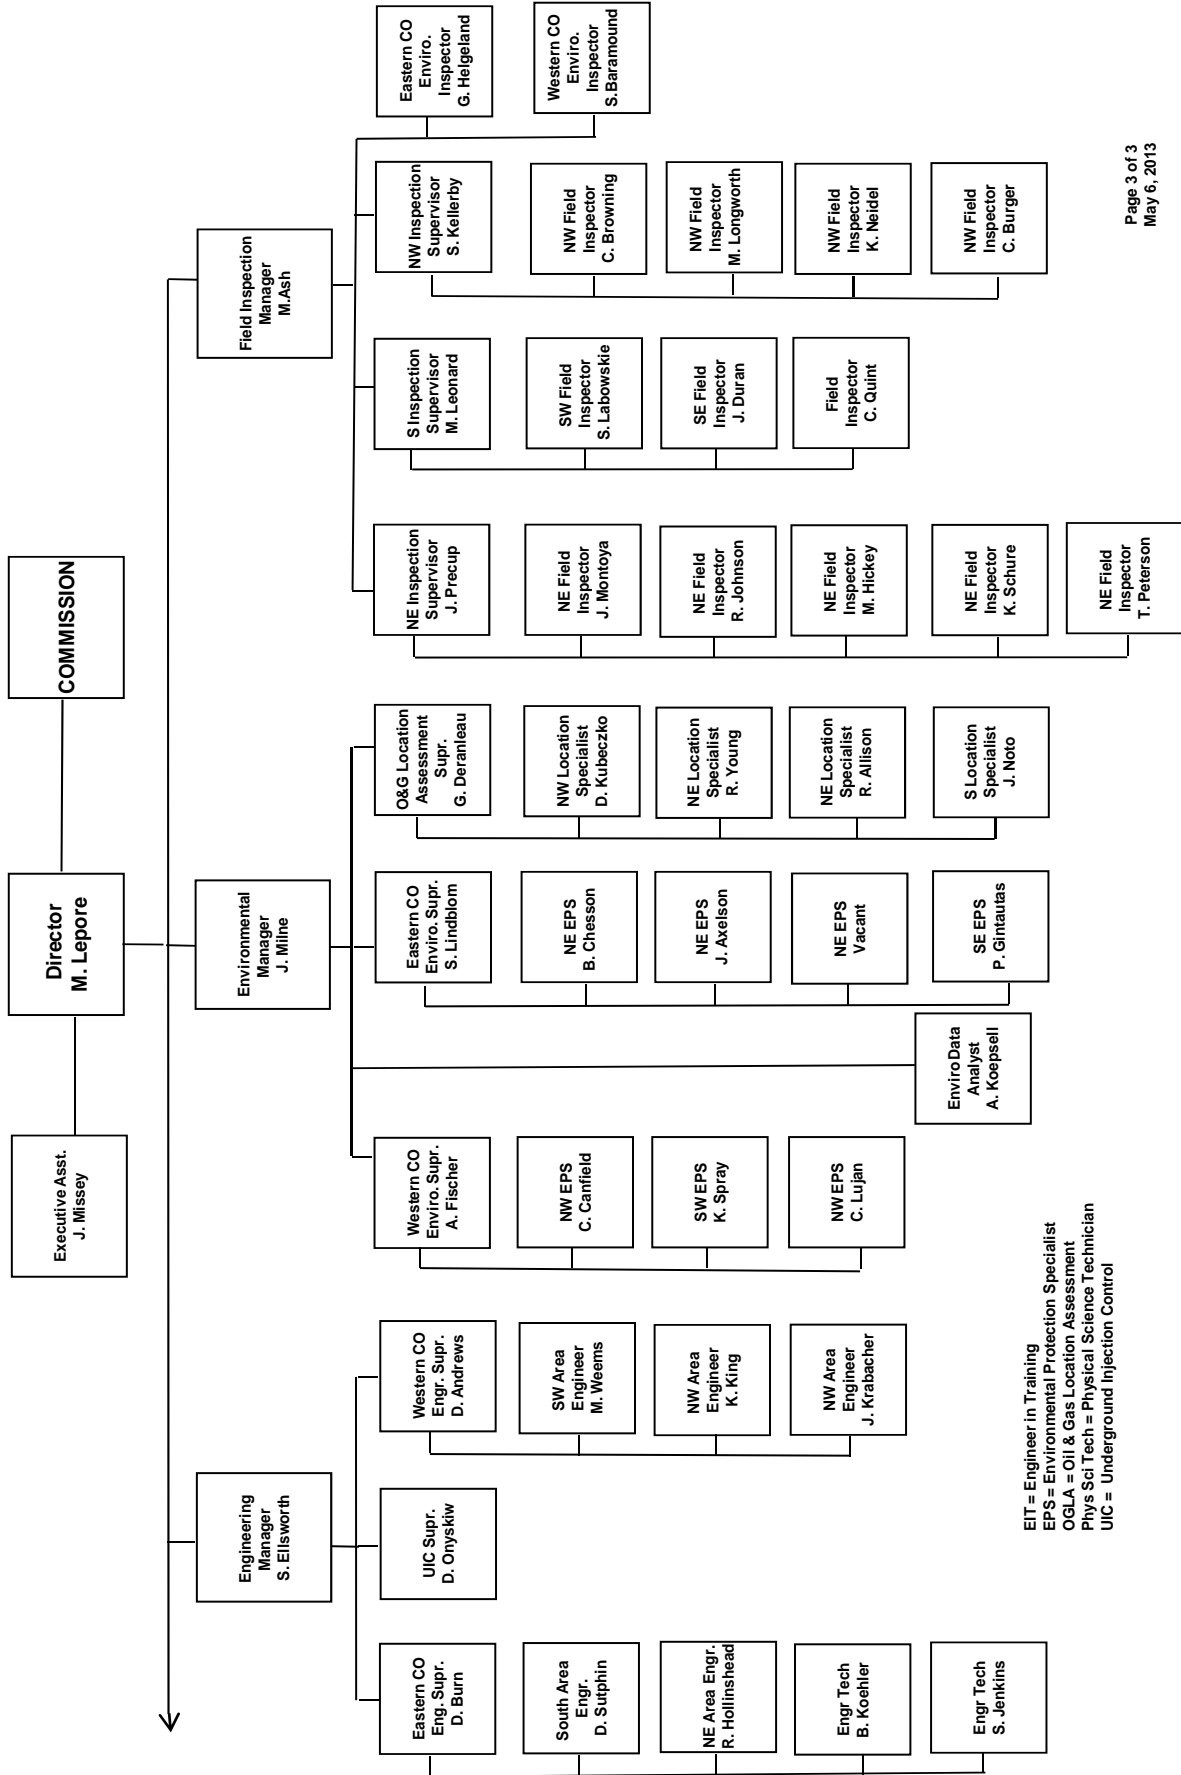 COMMISSION
Director
M. Lepore
Executive Asst.
J. Missey
Engineering
Manager
S. Ellsworth
Environmental
Manager
J. Milne
Field Inspection
Manager
M.Ash
Eastern CO
Eng. Supr.
D. Burn
South Area
Engr.
D. Sutphin
NE Area Engr.
R. Hollinshead
Engr Tech
B. Koehler
Engr Tech
S. Jenkins
UIC Supr.
D. Onyskiw
Western CO
Engr. Supr.
D. Andrews
SW Area
Engineer
M. Weems
NW Area
Engineer
K. King
NW Area
Engineer
J. Krabacher
Western CO
Enviro. Supr.
A. Fischer
NW EPS
C. Canfield
SW EPS
K. Spray
NW EPS
C. Lujan
Enviro Data
Analyst
A. Koepsell
Eastern CO
Enviro. Supr.
S. Lindblom
NE EPS
B. Chesson
NE EPS
J. Axelson
NE EPS
Vacant
SE EPS
P. Gintautas
O&G Location
Assessment
Supr.
G. Deranleau
NW Location
Specialist
D. Kubeczko
NE Location
Specialist
R. Young
NE Location
Specialist
R. Allison
S Location
Specialist
J. Noto
NE Inspection
Supervisor
J. Precup
NE Field
Inspector
J. Montoya
NE Field
Inspector
R. Johnson
NE Field
Inspector
M. Hickey
NE Field
Inspector
K. Schure
NE Field
Inspector
T. Peterson
S Inspection
Supervisor
M. Leonard
SW Field
Inspector
S. Labowskie
SE Field
Inspector
J. Duran
Field
Inspector
C. Quint
NW Inspection
Supervisor
S. Kellerby
NW Field
Inspector
C. Browning
NW Field
Inspector
M. Longworth
NW Field
Inspector
K. Neidel
NW Field
Inspector
C. Burger
Eastern CO
Enviro.
Inspector
G. Helgeland
Western CO
Enviro.
Inspector
S.Baramound
EIT = Engineer in Training
EPS = Environmental Protection Specialist
OGLA = Oil & Gas Location Assessment
Phys Sci Tech = Physical Science Technician
UIC = Underground Injection Control
Page 3 of 3
May 6, 2013